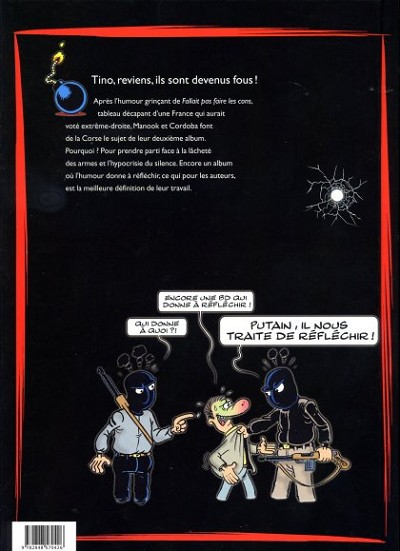 Tino, reviens, ils sont devenus fous !
Après l'humour grinçant de Fallait pas faire les cons,
tableau décapant d'une France qui aurait
voté extrême-droite, Manook et Cordoba font
de la Corse le sujet de leur deuxième album.
Pourquoi ? Pour prendre parti face à la lâcheté
des armes et l'hypocrisie du silence. Encore un album
où l'humour donne à réfléchir, ce qui pour les auteurs,
est la meilleure définition de leur travail.
ENCORE UNE BD QUI
DONNE À RÉFLÉCHIR !
QUI DONNE
À QUOI ?!
PUTAIN, IL NOUS
TRAITE DE RÉFLÉCHIR !
9 782848 570426